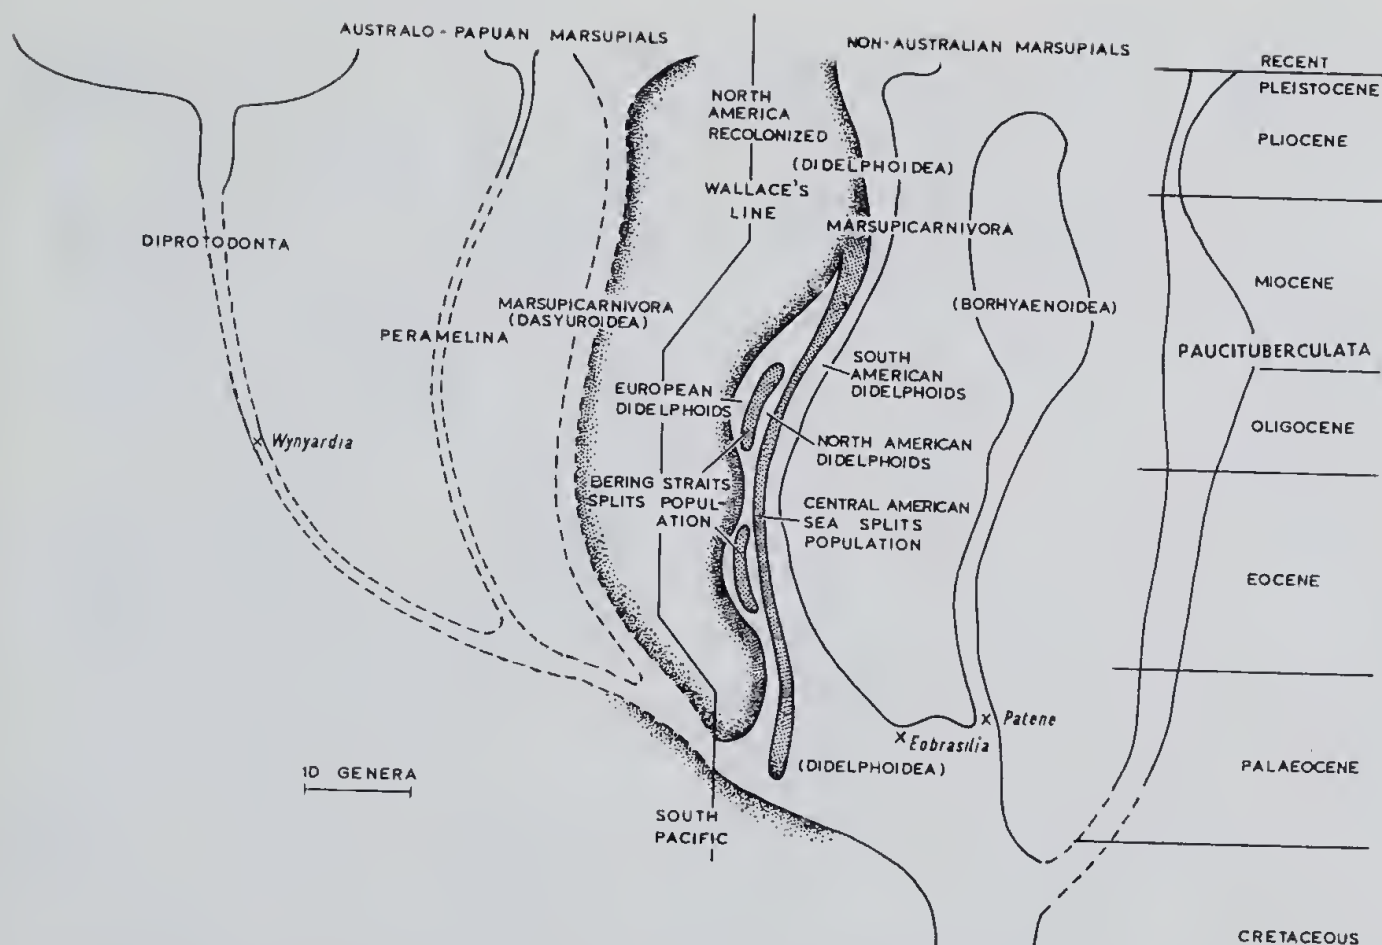 AUSTRALO - PAPUAN MARSUPIALS
NON-AUSTRALIAN MARSUPIALS
RECENT
PLEISTOCENE
PLIOCENE
NORTH
AMERICA
RECOLONIZED
(DIDELPHOIDEA)
WALLACE'S
LINE
MARSUPICARNIVORA
DIPROTODONTA
MIOCENE
MARSUPICARNIVORA
(DASYUROIDEA)
(BORHYAENOIDEA)
PERAMELINA
PAUCITUBERCULATA
SOUTH
AMERICAN
DIDELPHOIDS
EUROPEAN
DIDELPHOIDS
OLIGOCENE
Wynyardia
NORTH AMERICAN
DIDELPHOIDS
BERING STRAITS
SPLITS POPUL-
ATION
CENTRAL AMERICAN
SEA SPLITS
POPULATION
EOCENE
Patene
Eobrasilia
(DIDELPHOIDEA)
PALAEOCENE
1D GENERA
SOUTH
PACIFIC
CRETACEOUS